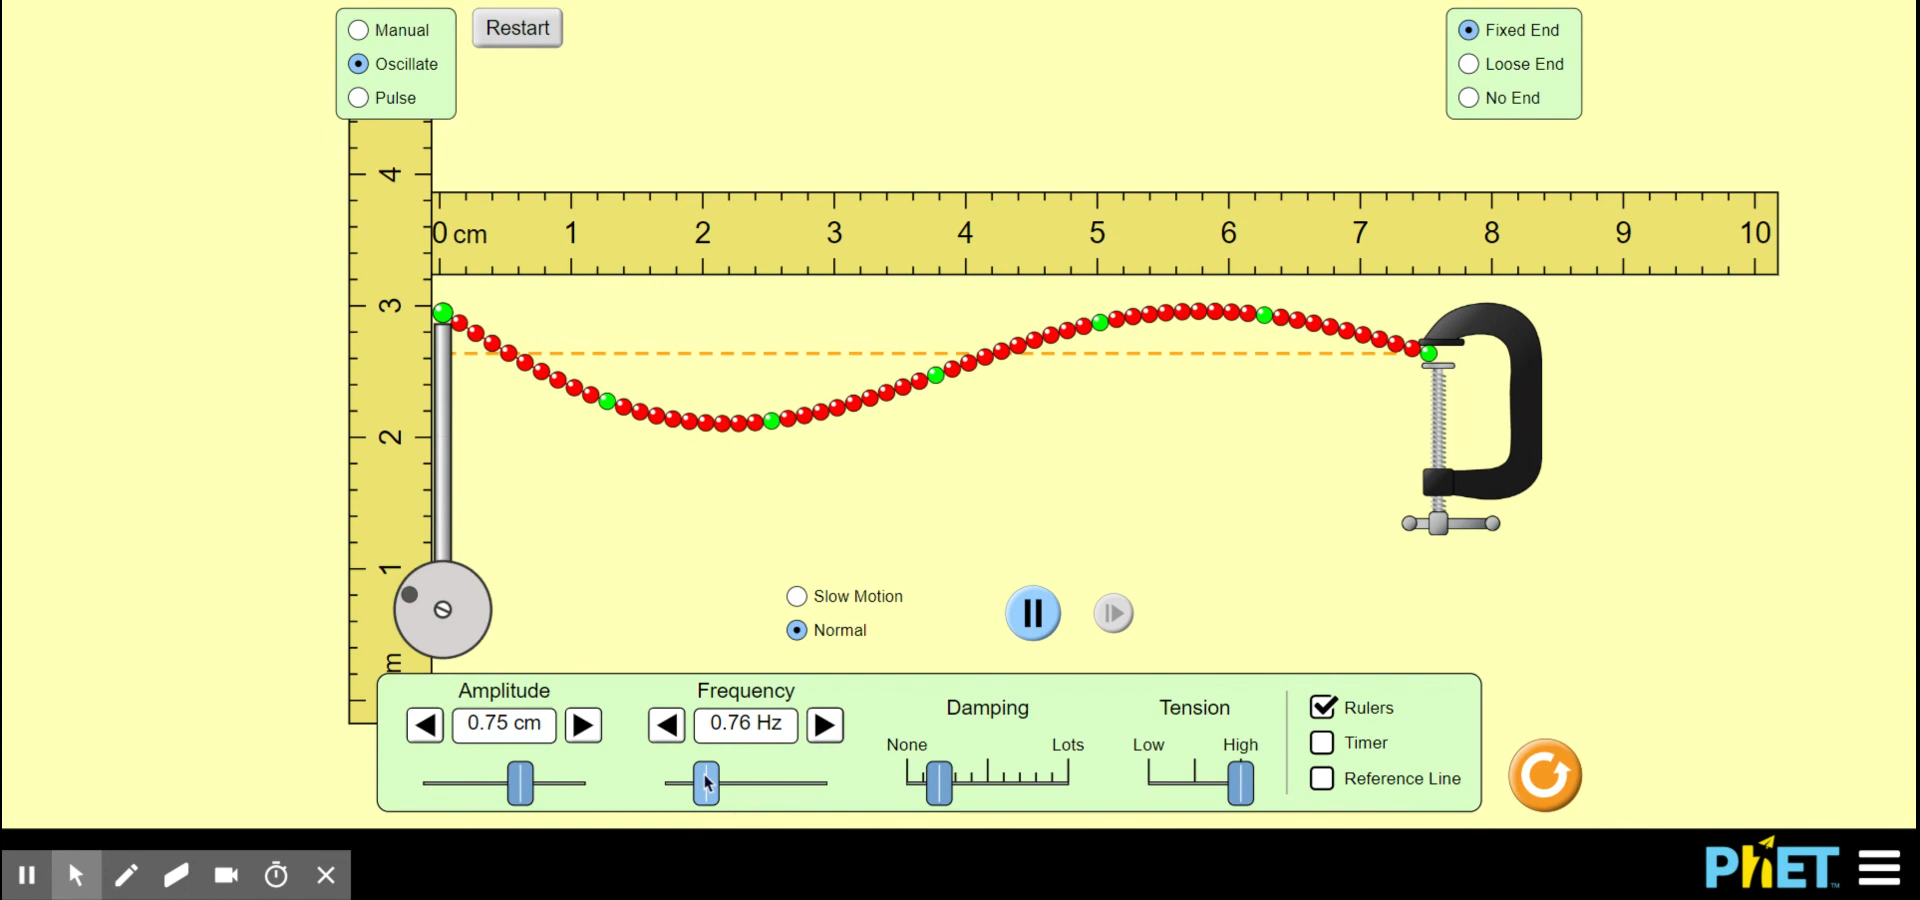 Manual
Oscillate
Pulse
Restart
Fixed End
Loose End
No End
4
3
2
1
m
0 cm 1 2 3 4 5 6 7 8 9 10
Slow Motion
Normal
Amplitude
0.75 cm
Frequency
0.76 Hz
Damping
None Lots
Tension
Low High
Rulers
Timer
Reference Line
PhET